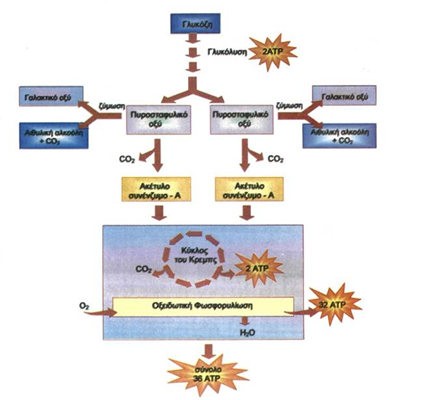 Γλυκόζη
Γλυκόλυση
2ATP
Γαλακτικό οξύ
ζύμωση
Πυροσταφυλικό
οξύ
Πυροσταφυλικό
οξύ
ζύμωση
Γαλακτικό οξύ
Αιθυλική αλκοόλη
+ CO₂
Αιθυλική αλκοόλη
+ CO₂
CO₂
CO₂
Ακέτυλο
συνένζυμο - Α
Ακέτυλο
συνένζυμο - Α
Κύκλος
του Κρεμπς
CO₂
2 ATP
O₂
Οξειδωτική Φωσφορυλίωση
32 ATP
H₂O
σύνολο
36 ATP